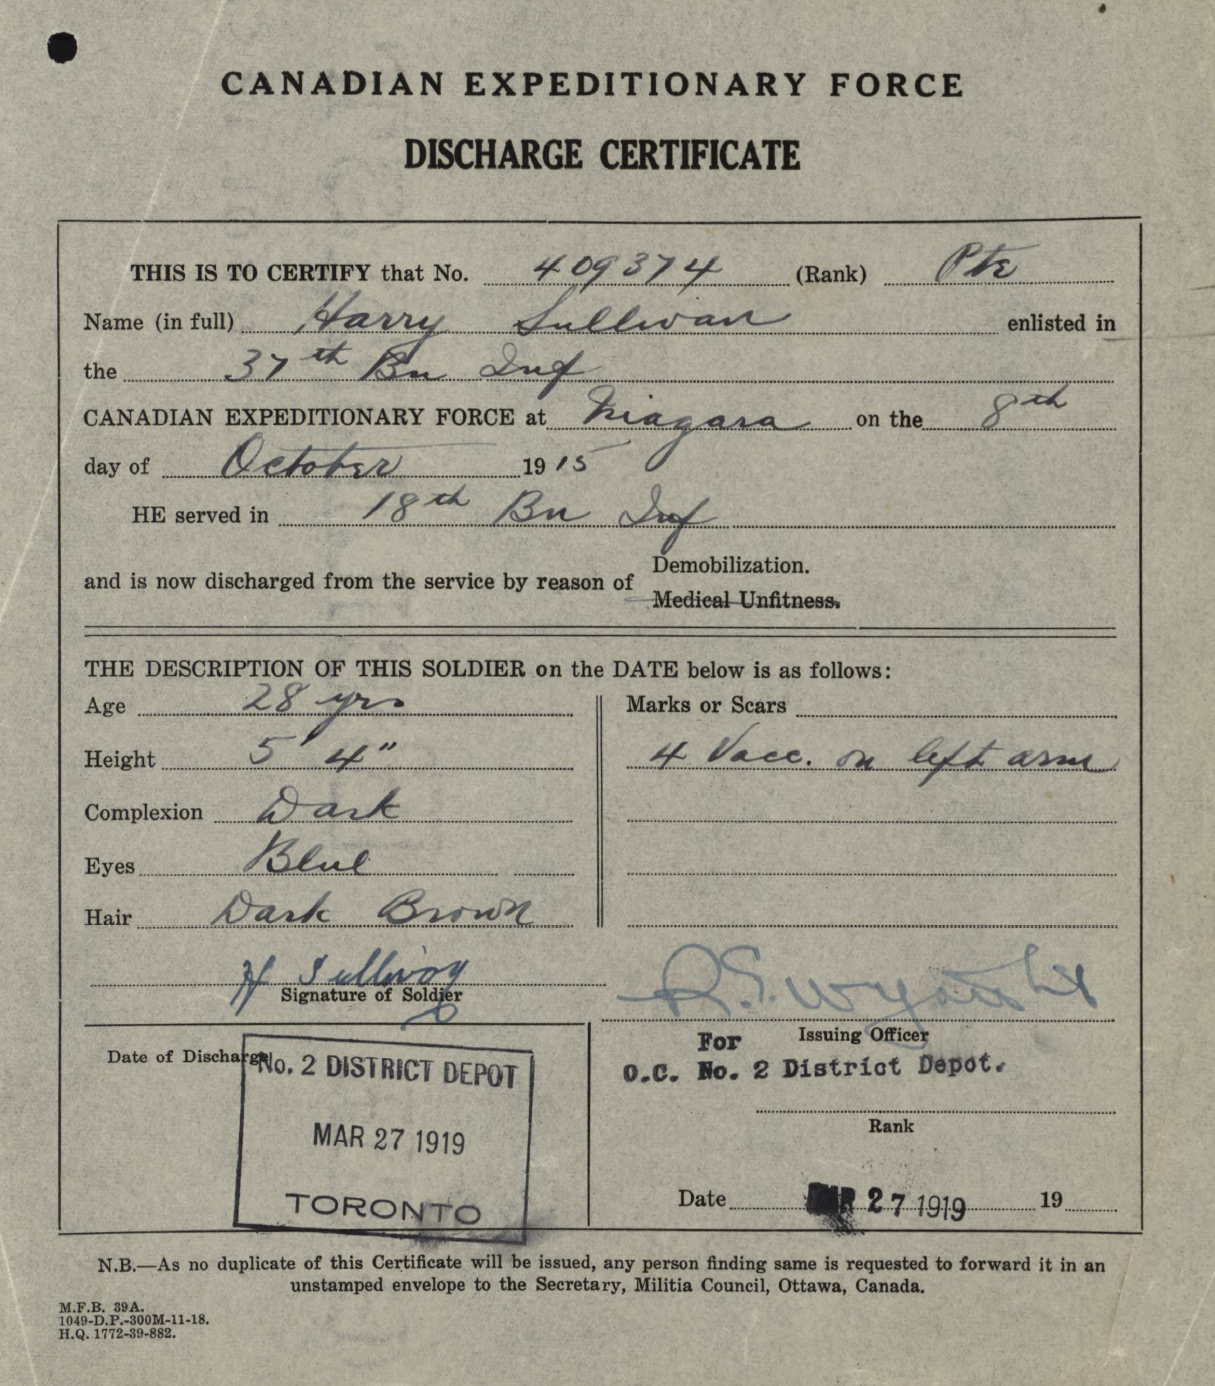 CANADIAN EXPEDITIONARY FORCE
DISCHARGE CERTIFICATE
THIS IS TO CERTIFY that No. 409374 (Rank) Pte
Name (in full) Harry Sullivan enlisted in
the 37th Bn Inf
CANADIAN EXPEDITIONARY FORCE at Niagara on the 8th
day of October 1915
HE served in 18th Bn Inf
and is now discharged from the service by reason of Demobilization.
Medical Unfitness.
THE DESCRIPTION OF THIS SOLDIER on the DATE below is as follows:
Age 28 yrs
Height 5' 4"
Complexion Dark
Eyes Blue
Hair Dark Brown
Marks or Scars
4 Vacc. on left arm
H Sullivan
Signature of Soldier
R.S.
Issuing Officer
For
O.C. No. 2 District Depot.
Rank
Date of Discharge
No. 2 DISTRICT DEPOT
MAR 27 1919
TORONTO
Date MAR 27 1919 19
N.B.—As no duplicate of this Certificate will be issued, any person finding same is requested to forward it in an
unstamped envelope to the Secretary, Militia Council, Ottawa, Canada.
M.F.B. 39A.
1049-D.P.-300M-11-18.
H.Q. 1772-39-882.